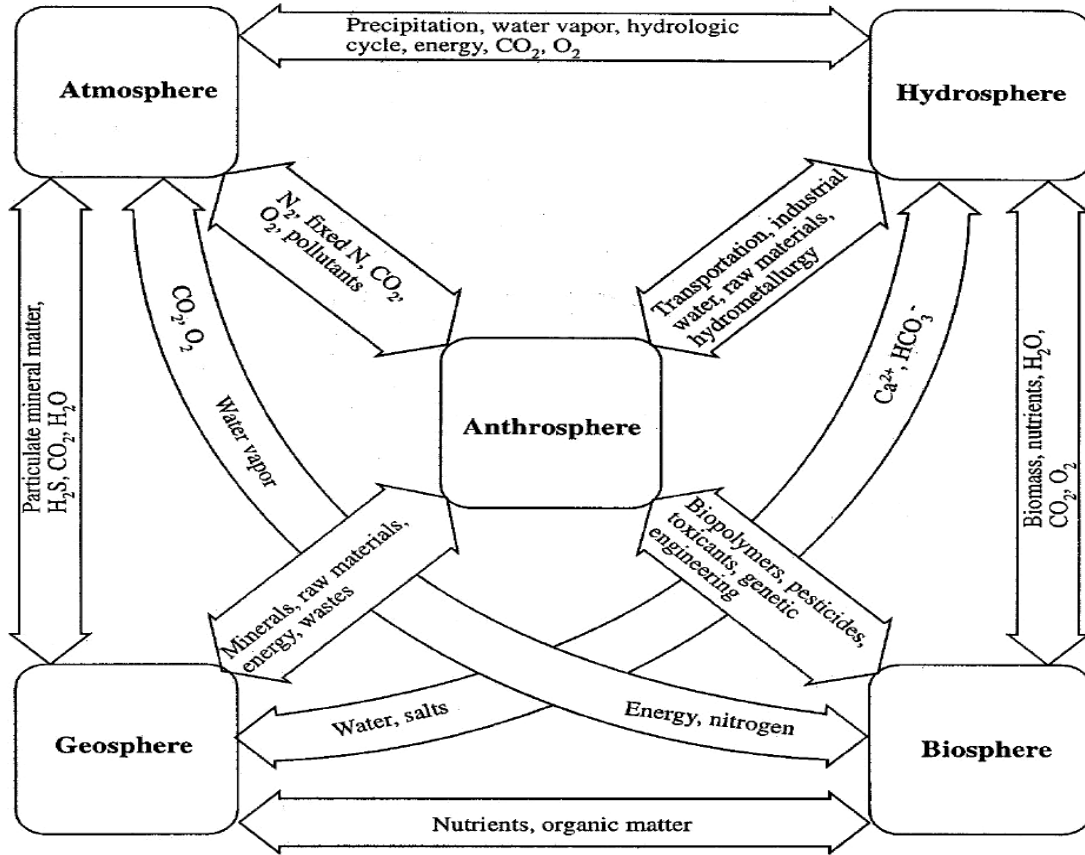 Precipitation, water vapor, hydrologic
cycle, energy, CO₂, O₂
Atmosphere
Hydrosphere
N₂, fixed N, CO₂,
O₂, pollutants
Transportation, industrial
water, raw materials,
hydrometallurgy
Particulate mineral matter,
H₂S, CO₂, H₂O
CO₂, O₂
Water vapor
Ca²⁺, HCO₃⁻
Biomass, nutrients, H₂O,
CO₂, O₂
Anthrosphere
Minerals, raw materials,
energy, wastes
Biopolymers, pesticides,
toxicants, genetic
engineering
Water, salts
Energy, nitrogen
Geosphere
Biosphere
Nutrients, organic matter